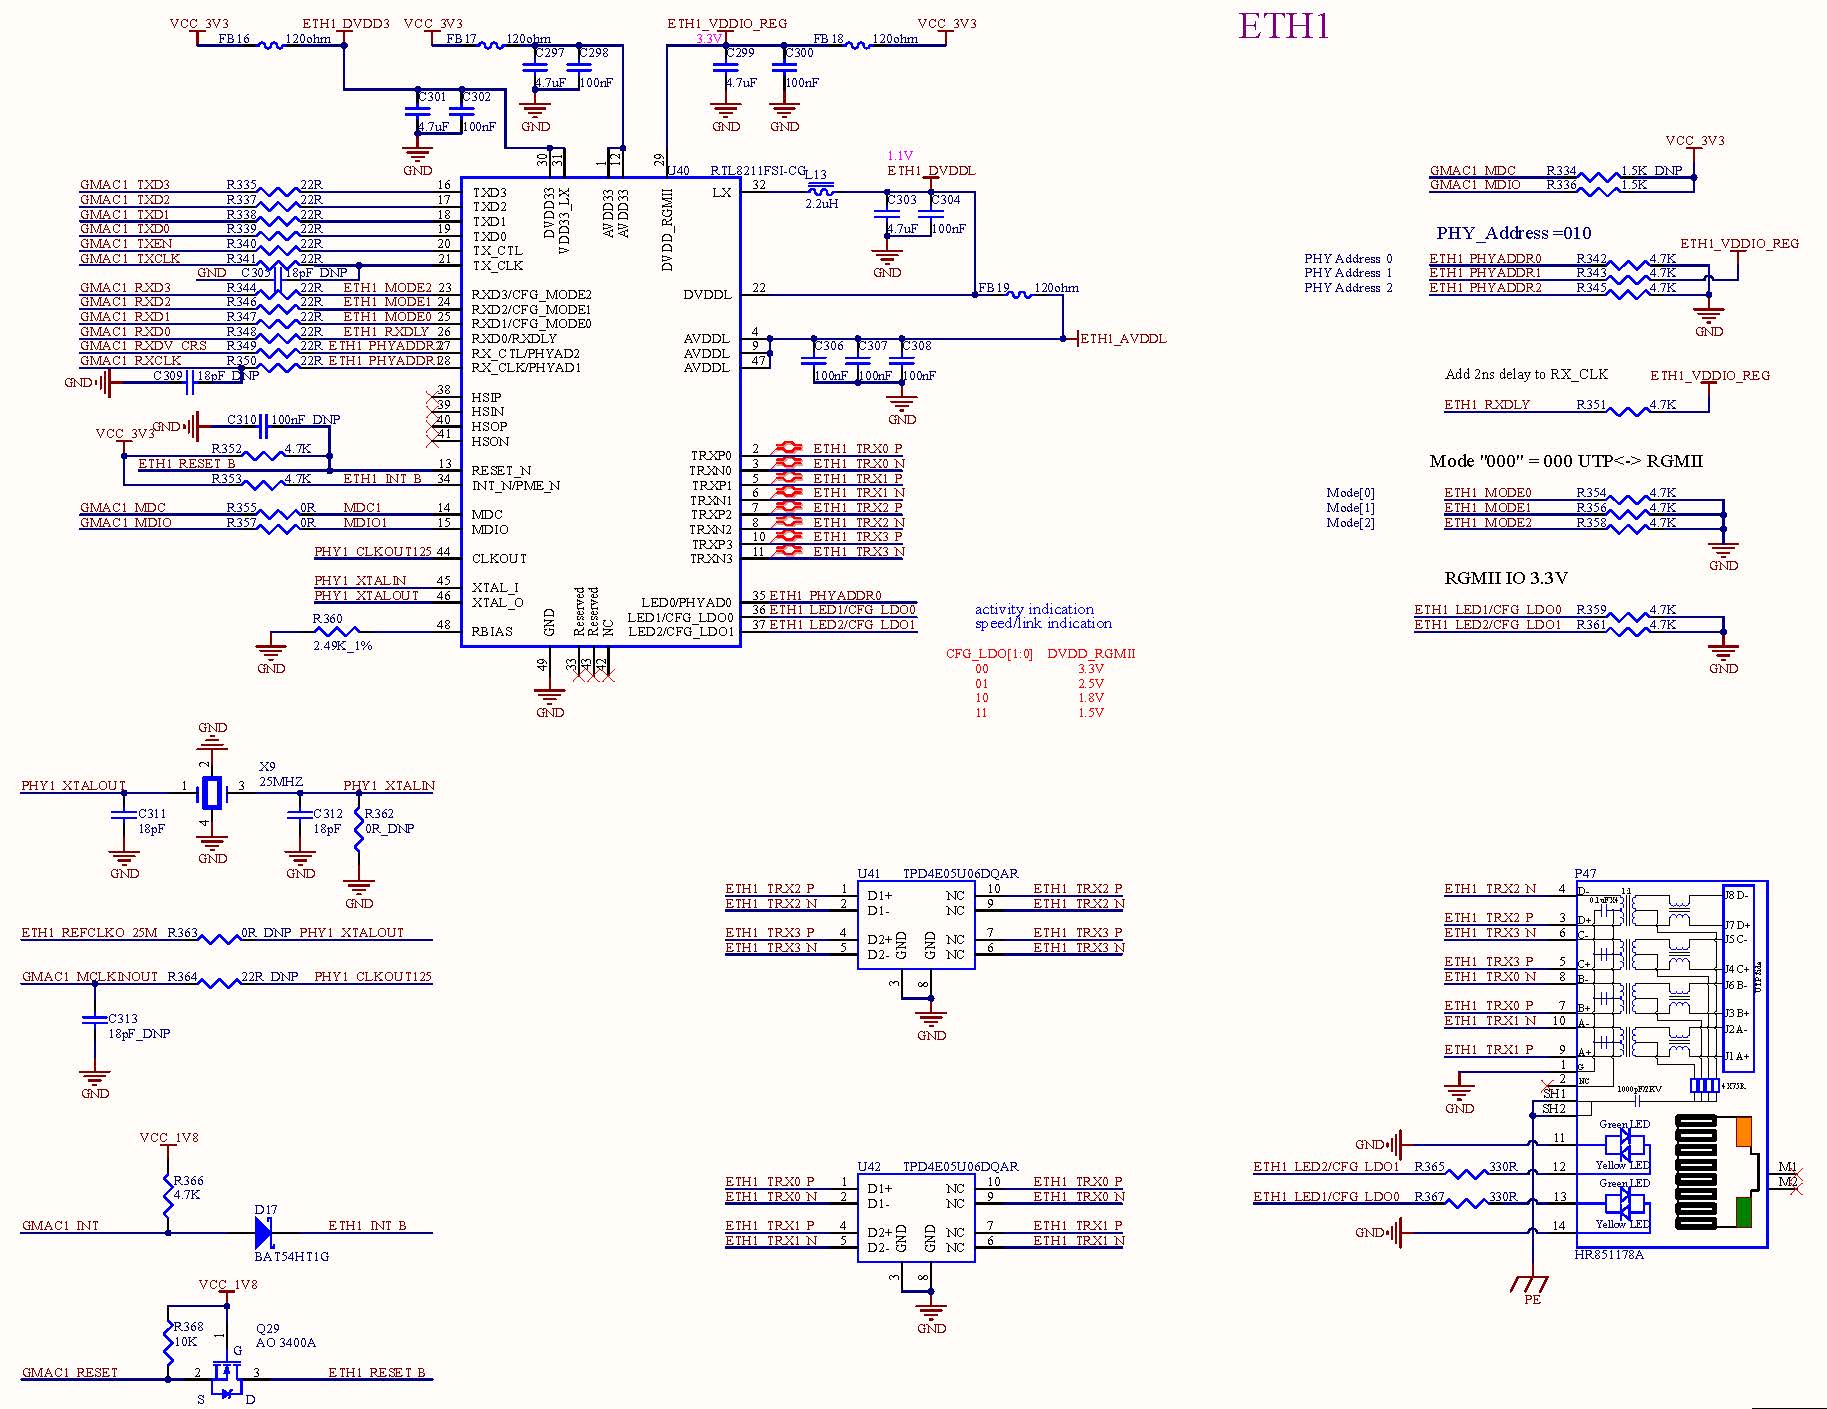 ETH1
VCC_3V3
ETH1_DVDD3
FB16 120ohm
VCC_3V3
FB17 120ohm
C297 C298
4.7uF 100nF
GND
ETH1_VDDIO_REG
3.3V
FB18 120ohm
VCC_3V3
C299 C300
4.7uF 100nF
GND GND
C301 C302
4.7uF 100nF
GND
30 31 1 12 29
U40 RTL8211FSI-CG
DVDD33 VDD33_LX AVDD33 AVDD33 DVDD_RGMII
GMAC1_TXD3 R335 22R 16 TXD3
GMAC1_TXD2 R337 22R 17 TXD2
GMAC1_TXD1 R338 22R 18 TXD1
GMAC1_TXD0 R339 22R 19 TXD0
GMAC1_TXEN R340 22R 20 TX_CTL
GMAC1_TXCLK R341 22R 21 TX_CLK
GND C305 18pF_DNP
GMAC1_RXD3 R344 22R ETH1_MODE2 23 RXD3/CFG_MODE2
GMAC1_RXD2 R346 22R ETH1_MODE1 24 RXD2/CFG_MODE1
GMAC1_RXD1 R347 22R ETH1_MODE0 25 RXD1/CFG_MODE0
GMAC1_RXD0 R348 22R ETH1_RXDLY 26 RXD0/RXDLY
GMAC1_RXDV_CRS R349 22R ETH1_PHYADDR2 27 RX_CTL/PHYAD2
GMAC1_RXCLK R350 22R ETH1_PHYADDR1 28 RX_CLK/PHYAD1
GND C309 18pF_DNP
38 HSIP
39 HSIN
40 HSOP
41 HSON
GND C310 100nF_DNP
VCC_3V3
R352 4.7K
ETH1_RESET_B 13 RESET_N
R353 4.7K ETH1_INT_B 34 INT_N/PME_N
GMAC1_MDC R355 0R MDC1 14 MDC
GMAC1_MDIO R357 0R MDIO1 15 MDIO
PHY1_CLKOUT125 44 CLKOUT
PHY1_XTALIN 45 XTAL_I
PHY1_XTALOUT 46 XTAL_O
R360 48 RBIAS
2.49K_1%
GND
GND Reserved Reserved NC
49 33 43 42
GND
1.1V
ETH1_DVDDL
LX 32 L13
2.2uH
C303 C304
4.7uF 100nF
GND
DVDDL 22
FB19 120ohm
AVDDL 4
AVDDL 9
AVDDL 47
ETH1_AVDDL
C306 C307 C308
100nF 100nF 100nF
GND
TRXP0 2 ETH1_TRX0_P
TRXN0 3 ETH1_TRX0_N
TRXP1 5 ETH1_TRX1_P
TRXN1 6 ETH1_TRX1_N
TRXP2 7 ETH1_TRX2_P
TRXN2 8 ETH1_TRX2_N
TRXP3 10 ETH1_TRX3_P
TRXN3 11 ETH1_TRX3_N
LED0/PHYAD0 35 ETH1_PHYADDR0
LED1/CFG_LDO0 36 ETH1_LED1/CFG_LDO0
LED2/CFG_LDO1 37 ETH1_LED2/CFG_LDO1
activity indication
speed/link indication
CFG_LDO[1:0] DVDD_RGMII
00 3.3V
01 2.5V
10 1.8V
11 1.5V
VCC_3V3
GMAC1_MDC R334 1.5K_DNP
GMAC1_MDIO R336 1.5K
PHY_Address =010
ETH1_VDDIO_REG
PHY Address 0 ETH1_PHYADDR0 R342 4.7K
PHY Address 1 ETH1_PHYADDR1 R343 4.7K
PHY Address 2 ETH1_PHYADDR2 R345 4.7K
GND
Add 2ns delay to RX_CLK
ETH1_VDDIO_REG
ETH1_RXDLY R351 4.7K
Mode "000" = 000 UTP<-> RGMII
Mode[0] ETH1_MODE0 R354 4.7K
Mode[1] ETH1_MODE1 R356 4.7K
Mode[2] ETH1_MODE2 R358 4.7K
GND
RGMII IO 3.3V
ETH1_LED1/CFG_LDO0 R359 4.7K
ETH1_LED2/CFG_LDO1 R361 4.7K
GND
GND
PHY1_XTALOUT 1 2 3 4 X9
25MHZ
PHY1_XTALIN
C311
18pF
C312
18pF
R362
0R_DNP
GND GND GND GND
ETH1_REFCLKO_25M R363 0R_DNP PHY1_XTALOUT
GMAC1_MCLKINOUT R364 22R_DNP PHY1_CLKOUT125
C313
18pF_DNP
GND
VCC_1V8
R366
4.7K
GMAC1_INT D17 ETH1_INT_B
BAT54HT1G
VCC_1V8
R368
10K
Q29
AO 3400A
1 G
GMAC1_RESET 2 3 ETH1_RESET_B
S D
U41 TPD4E05U06DQAR
ETH1_TRX2_P 1 D1+ NC 10 ETH1_TRX2_P
ETH1_TRX2_N 2 D1- NC 9 ETH1_TRX2_N
ETH1_TRX3_P 4 D2+ NC 7 ETH1_TRX3_P
ETH1_TRX3_N 5 D2- NC 6 ETH1_TRX3_N
GND GND
3 8
GND
U42 TPD4E05U06DQAR
ETH1_TRX0_P 1 D1+ NC 10 ETH1_TRX0_P
ETH1_TRX0_N 2 D1- NC 9 ETH1_TRX0_N
ETH1_TRX1_P 4 D2+ NC 7 ETH1_TRX1_P
ETH1_TRX1_N 5 D2- NC 6 ETH1_TRX1_N
GND GND
3 8
GND
P47
ETH1_TRX2_N 4 D- 1:1 J8 D-
0.1uFX4
ETH1_TRX2_P 3 D+ J7 D+
ETH1_TRX3_N 6 C- J5 C-
ETH1_TRX3_P 5 C+ J4 C+
ETH1_TRX0_N 8 B- J6 B-
ETH1_TRX0_P 7 B+ J3 B+
ETH1_TRX1_N 10 A- J2 A-
ETH1_TRX1_P 9 A+ J1 A+
UTP Side
1 G
2 NC
GND
1000pF/2KV 4 X75R
SH1
SH2
Green LED
GND 11
ETH1_LED2/CFG_LDO1 R365 330R 12 Yellow LED
Green LED
ETH1_LED1/CFG_LDO0 R367 330R 13
GND 14 Yellow LED
M1
M2
HR851178A
PE